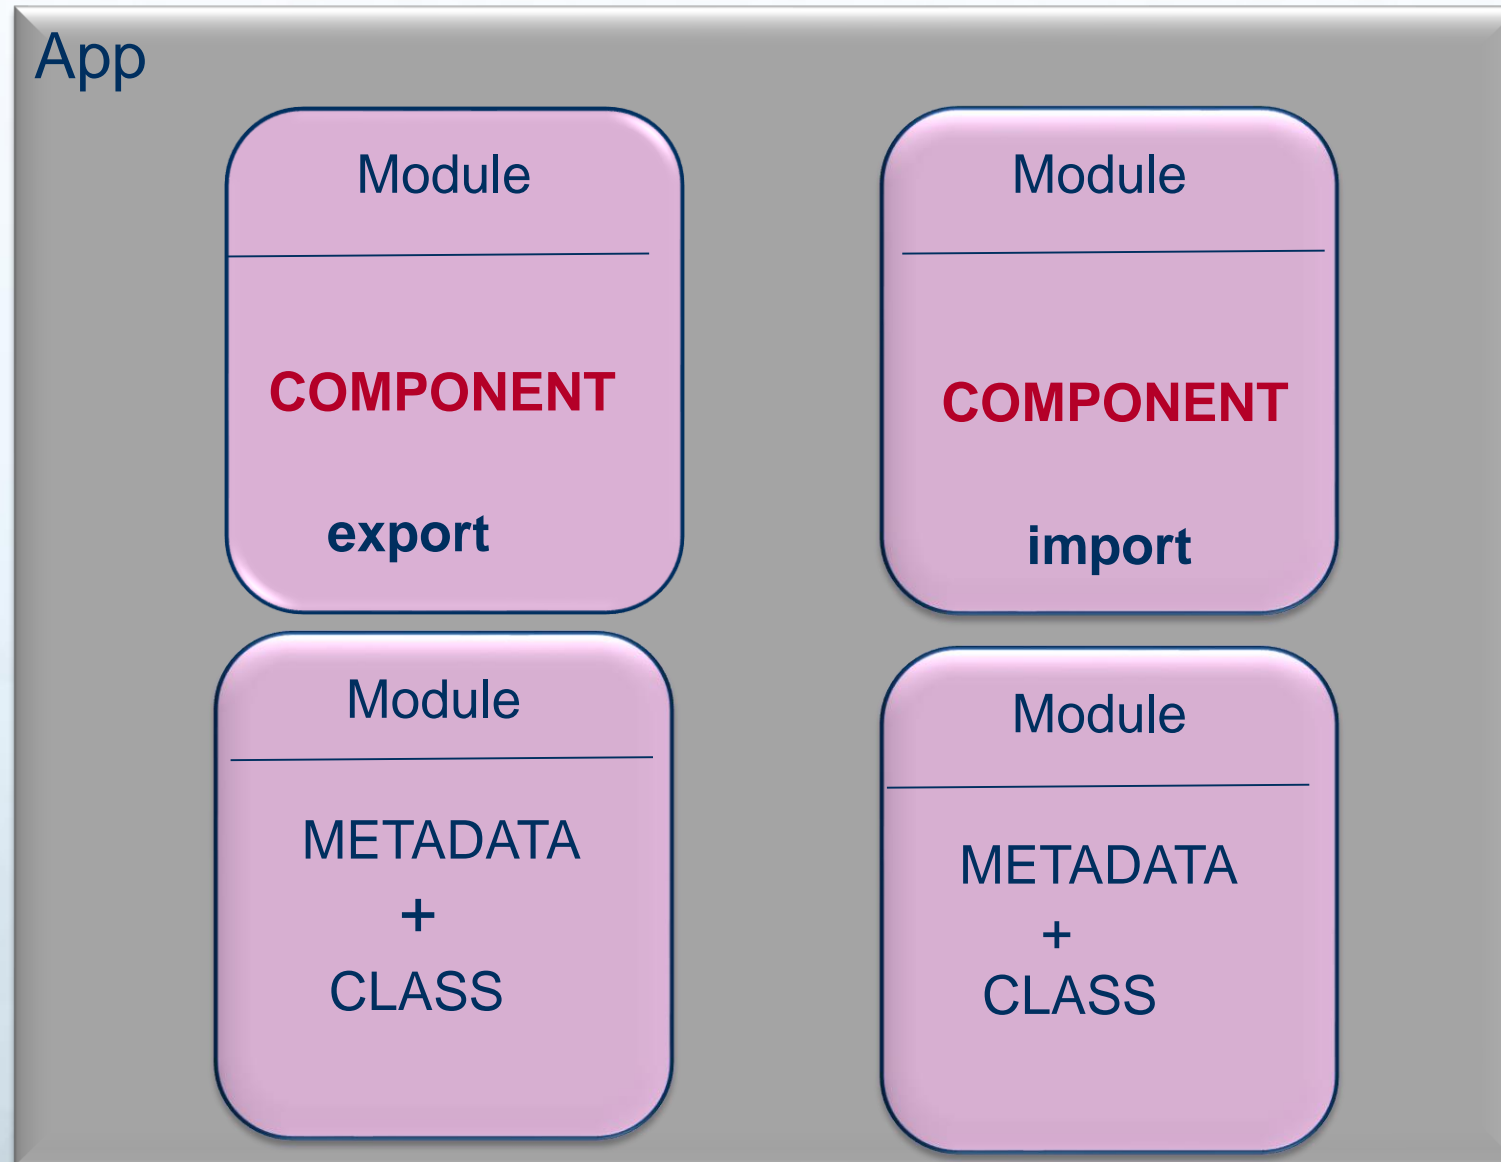 App
Module
COMPONENT
export
Module
COMPONENT
import
Module
METADATA
+
CLASS
Module
METADATA
+
CLASS